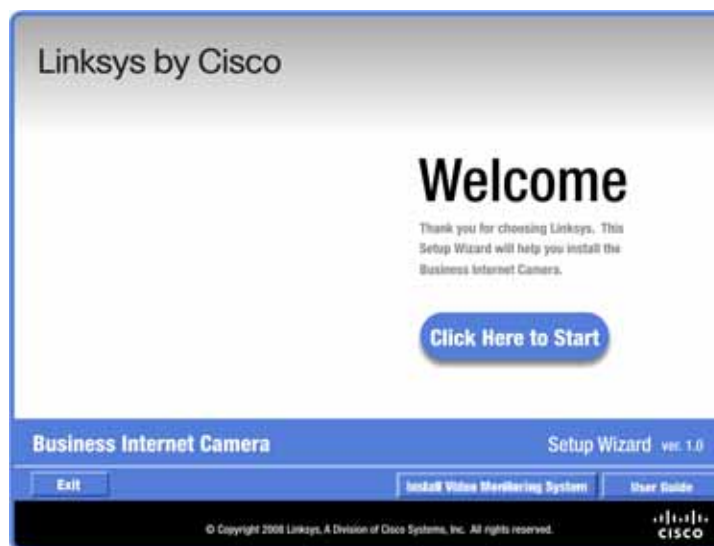 Linksys by Cisco
Welcome
Thank you for choosing Linksys. This
Setup Wizard will help you install the
Business Internet Camera.
Click Here to Start
Business Internet Camera
Setup Wizard ver. 1.0
Exit
Install Video Monitoring System
User Guide
© Copyright 2008 Linksys, A Division of Cisco Systems, Inc. All rights reserved.
CISCO